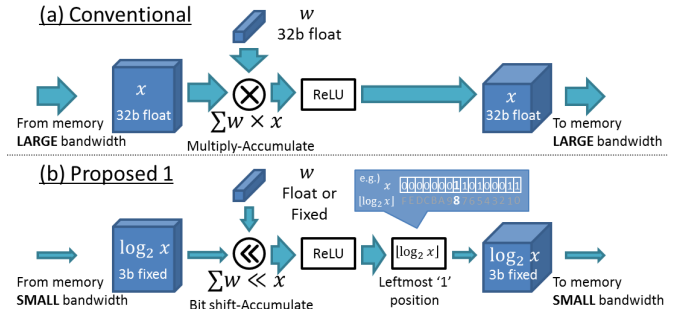 (a) Conventional
w
32b float
x
32b float
ReLU
x
32b float
From memory
LARGE bandwidth
∑w × x
Multiply-Accumulate
To memory
LARGE bandwidth
(b) Proposed 1
w
Float or
Fixed
e.g.) x 0000000110100011
⌊log₂ x⌋ FEDCBA9876543210
log₂ x
3b fixed
≪
ReLU
⌊log₂ x⌋
log₂ x
3b fixed
From memory
SMALL bandwidth
∑w ≪ x
Bit shift-Accumulate
Leftmost ‘1’
position
To memory
SMALL bandwidth